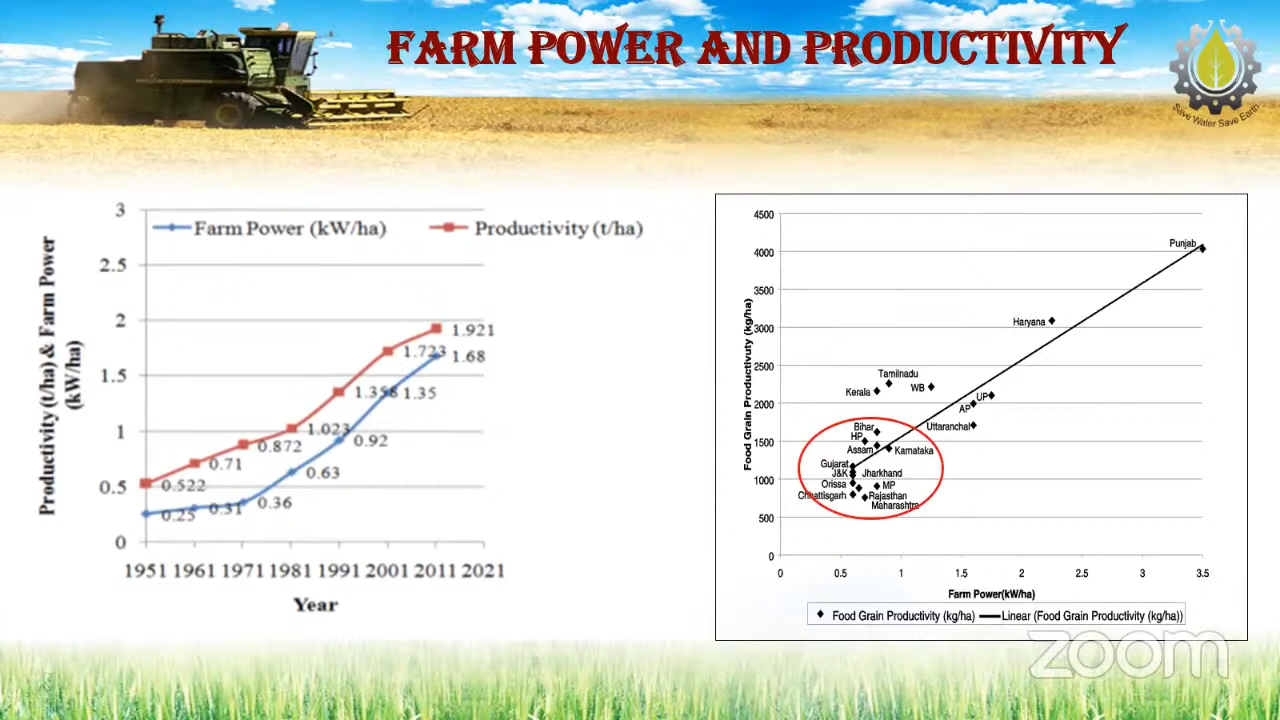 FARM POWER AND PRODUCTIVITY
Save Water Save Earth
Farm Power (kW/ha)
Productivity (t/ha)
Productivity (t/ha) & Farm Power
(kW/ha)
3
2.5
2
1.5
1
0.5
0
0.522
0.71
0.872
1.023
1.358
1.723
1.921
0.25
0.31
0.36
0.63
0.92
1.35
1.68
1951 1961 1971 1981 1991 2001 2011 2021
Year
Food Grain Productivuty (kg/ha)
4500
4000
3500
3000
2500
2000
1500
1000
500
0
Punjab
Haryana
Tamilnadu
Kerala
WB
UP
AP
Uttaranchal
Bihar
HP
Assam
Karnataka
Gujarat
J&K
Jharkhand
Orissa
MP
Chhattisgarh
Rajasthan
Maharashtra
0 0.5 1 1.5 2 2.5 3 3.5
Farm Power(kW/ha)
Food Grain Productivity (kg/ha)
Linear (Food Grain Productivity (kg/ha))
zoom